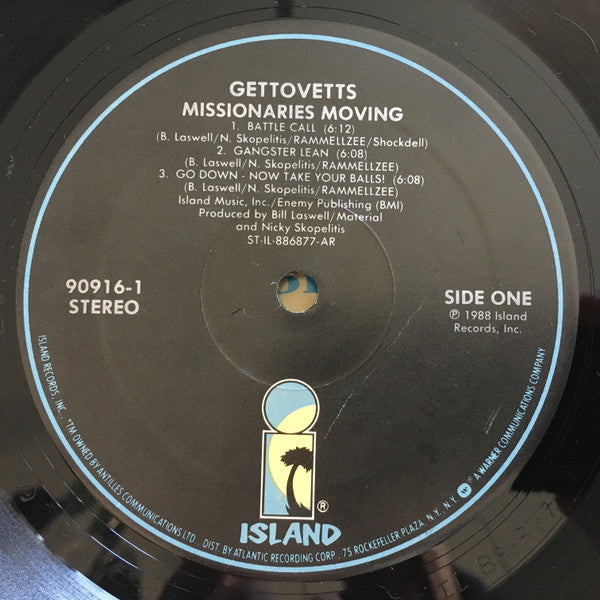 GETTOVETTS
MISSIONARIES MOVING
1. BATTLE CALL (6:12)
(B. Laswell/N. Skopelitis/RAMMELLZEE/Shockdell)
2. GANGSTER LEAN (6:08)
(B. Laswell/N. Skopelitis/RAMMELLZEE)
3. GO DOWN - NOW TAKE YOUR BALLS! (6:08)
(B. Laswell/N. Skopelitis/RAMMELLZEE)
Island Music, Inc./Enemy Publishing (BMI)
Produced by Bill Laswell/Material
and Nicky Skopelitis
ST-IL-886877-AR
90916-1
STEREO
SIDE ONE
℗ 1988 Island
Records, Inc.
®
ISLAND
ISLAND RECORDS, INC., *TM OWNED BY ANTILLES COMMUNICATIONS LTD., DIST. BY ATLANTIC RECORDING CORP., 75 ROCKEFELLER PLAZA, N.Y., N.Y. A WARNER COMMUNICATIONS COMPANY